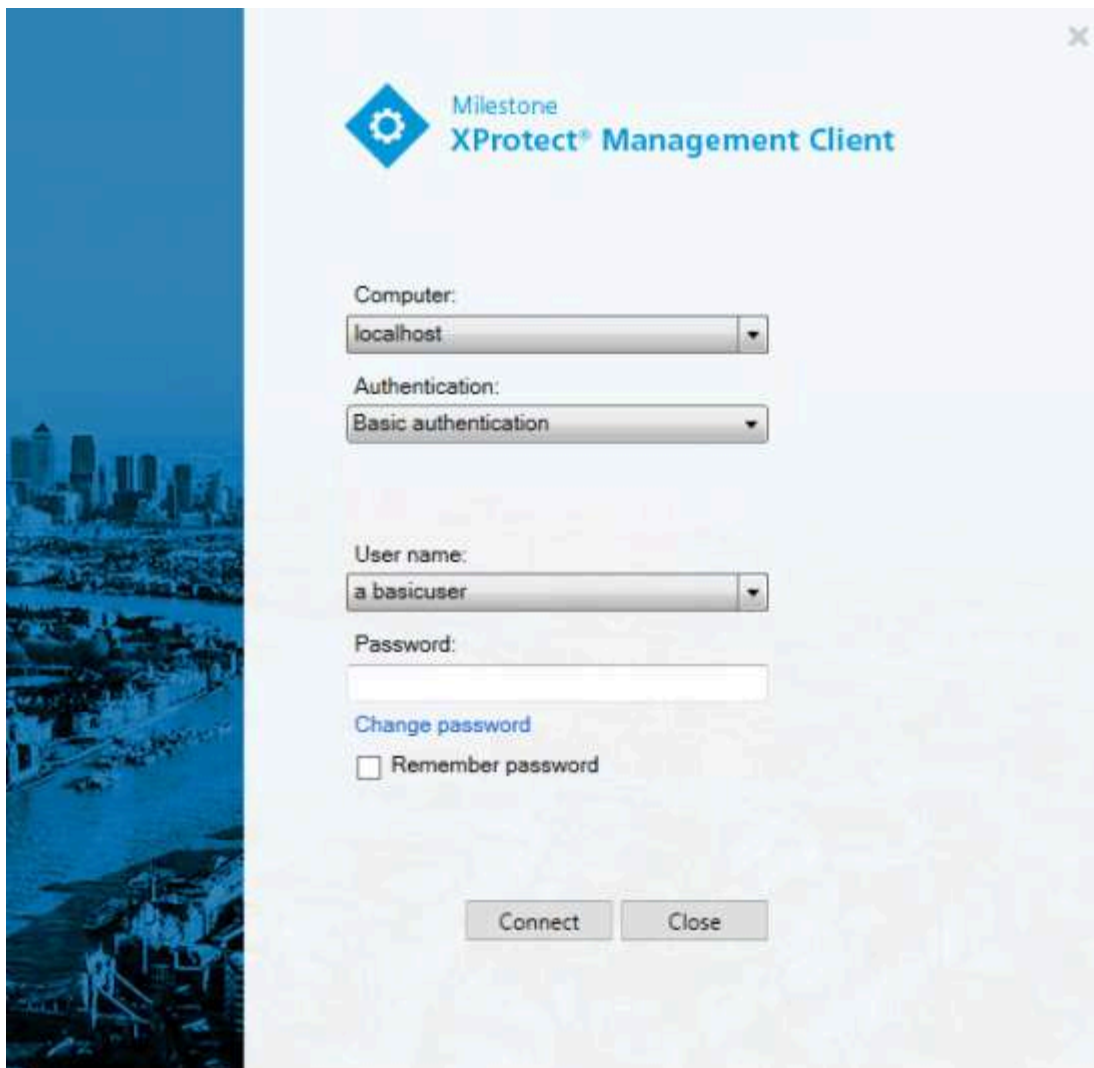 Milestone
XProtect® Management Client
Computer:
localhost
Authentication:
Basic authentication
User name:
a basicuser
Password:
Change password
Remember password
Connect
Close